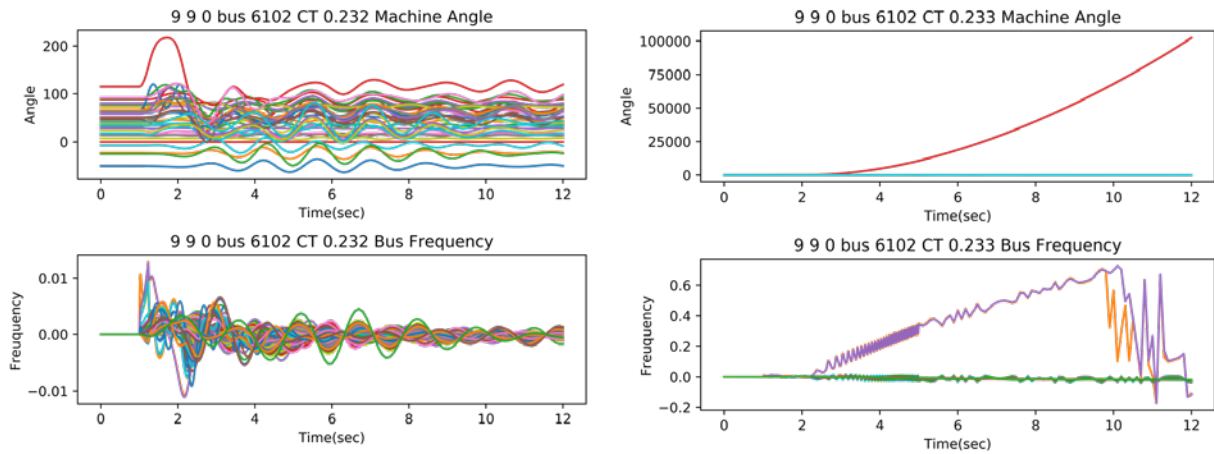 9 9 0 bus 6102 CT 0.232 Machine Angle
200
100
0
Angle
0 2 4 6 8 10 12
Time(sec)
9 9 0 bus 6102 CT 0.233 Machine Angle
100000
75000
50000
25000
0
Angle
0 2 4 6 8 10 12
Time(sec)
9 9 0 bus 6102 CT 0.232 Bus Frequency
0.01
0.00
−0.01
Freuquency
0 2 4 6 8 10 12
Time(sec)
9 9 0 bus 6102 CT 0.233 Bus Frequency
0.6
0.4
0.2
0.0
−0.2
Freuquency
0 2 4 6 8 10 12
Time(sec)